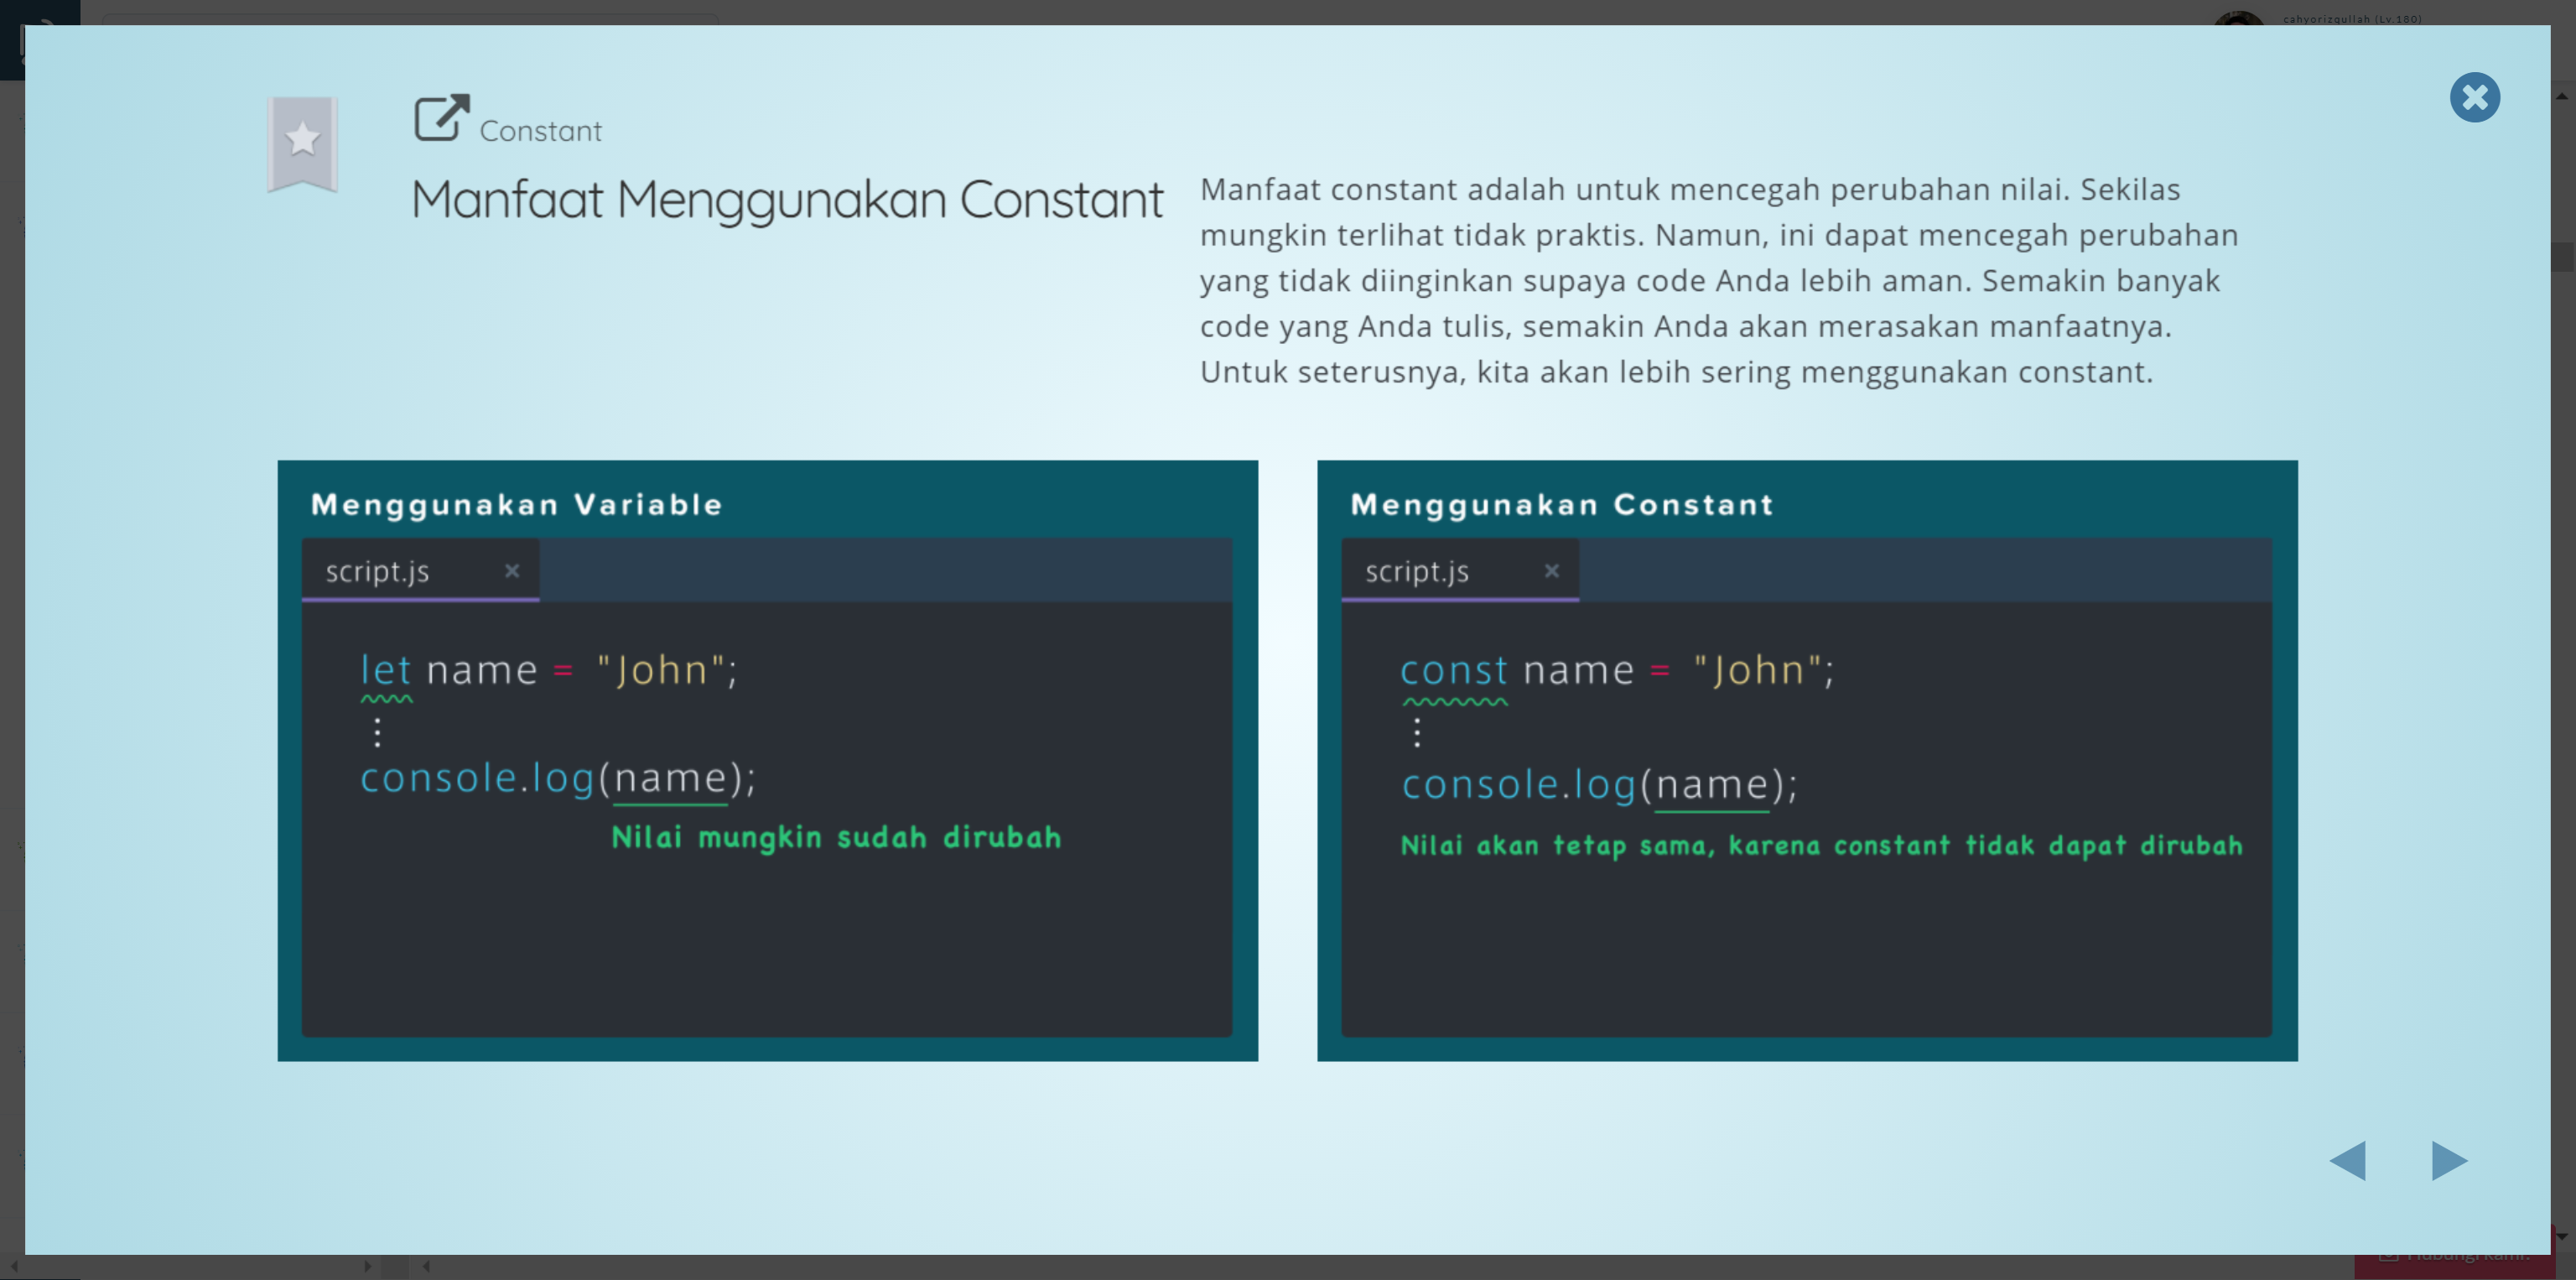 cahyorizqullah (Lv.180)
Constant
Manfaat Menggunakan Constant
Manfaat constant adalah untuk mencegah perubahan nilai. Sekilas
mungkin terlihat tidak praktis. Namun, ini dapat mencegah perubahan
yang tidak diinginkan supaya code Anda lebih aman. Semakin banyak
code yang Anda tulis, semakin Anda akan merasakan manfaatnya.
Untuk seterusnya, kita akan lebih sering menggunakan constant.
Menggunakan Variable
script.js ×
let name = "John";
⋮
console.log(name);
Nilai mungkin sudah dirubah
Menggunakan Constant
script.js ×
const name = "John";
⋮
console.log(name);
Nilai akan tetap sama, karena constant tidak dapat dirubah
Hubungi kami.